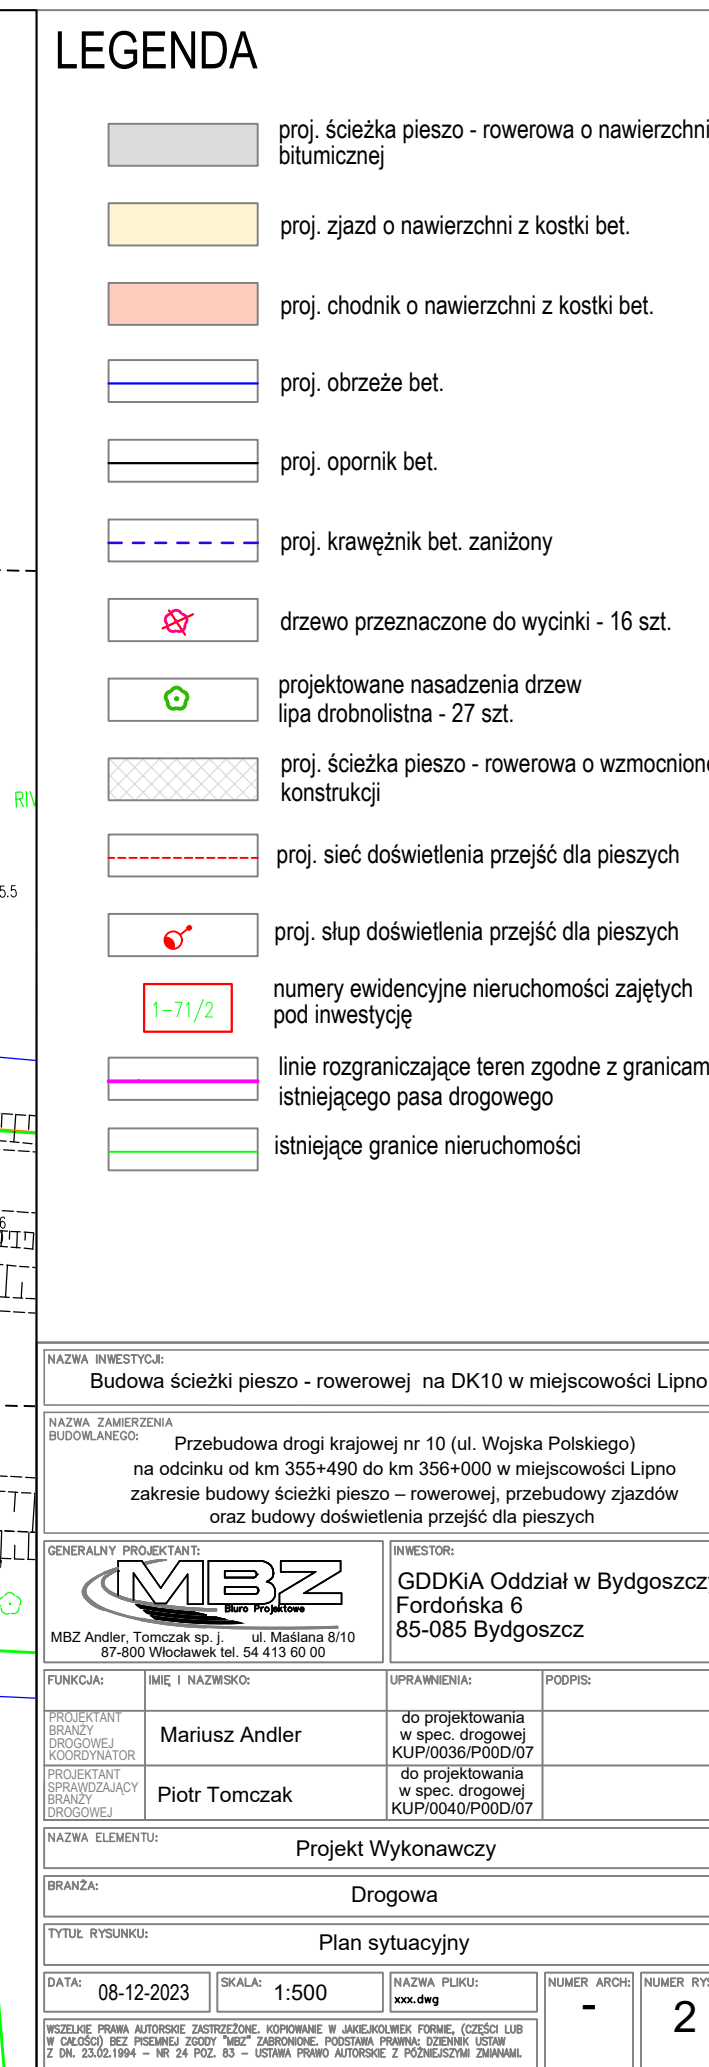 LEGENDA
proj. ścieżka pieszo - rowerowa o nawierzchni
bitumicznej
proj. zjazd o nawierzchni z kostki bet.
proj. chodnik o nawierzchni z kostki bet.
proj. obrzeże bet.
proj. opornik bet.
proj. krawężnik bet. zaniżony
drzewo przeznaczone do wycinki - 16 szt.
projektowane nasadzenia drzew
lipa drobnolistna - 27 szt.
proj. ścieżka pieszo - rowerowa o wzmocnione
konstrukcji
RIV
proj. sieć doświetlenia przejść dla pieszych
5.5
proj. słup doświetlenia przejść dla pieszych
1-71/2
numery ewidencyjne nieruchomości zajętych
pod inwestycję
linie rozgraniczające teren zgodne z granicam
istniejącego pasa drogowego
istniejące granice nieruchomości
6
NAZWA INWESTYCJI:
Budowa ścieżki pieszo - rowerowej na DK10 w miejscowości Lipno
NAZWA ZAMIERZENIA
BUDOWLANEGO:
Przebudowa drogi krajowej nr 10 (ul. Wojska Polskiego)
na odcinku od km 355+490 do km 356+000 w miejscowości Lipno
zakresie budowy ścieżki pieszo – rowerowej, przebudowy zjazdów
oraz budowy doświetlenia przejść dla pieszych
GENERALNY PROJEKTANT:
MBZ
Biuro Projektowe
MBZ Andler, Tomczak sp. j. ul. Maślana 8/10
87-800 Włocławek tel. 54 413 60 00
INWESTOR:
GDDKiA Oddział w Bydgoszczy
Fordońska 6
85-085 Bydgoszcz
FUNKCJA: IMIĘ I NAZWISKO: UPRAWNIENIA: PODPIS:
PROJEKTANT
BRANŻY
DROGOWEJ
KOORDYNATOR
Mariusz Andler
do projektowania
w spec. drogowej
KUP/0036/P00D/07
PROJEKTANT
SPRAWDZAJĄCY
BRANŻY
DROGOWEJ
Piotr Tomczak
do projektowania
w spec. drogowej
KUP/0040/P00D/07
NAZWA ELEMENTU:
Projekt Wykonawczy
BRANŻA:
Drogowa
TYTUŁ RYSUNKU:
Plan sytuacyjny
DATA: 08-12-2023
SKALA: 1:500
NAZWA PLIKU:
xxx.dwg
NUMER ARCH:
-
NUMER RYS
2
WSZELKIE PRAWA AUTORSKIE ZASTRZEŻONE. KOPIOWANIE W JAKIEJKOLWIEK FORMIE, (CZĘŚCI LUB
W CAŁOŚCI) BEZ PISEMNEJ ZGODY "MBZ" ZABRONIONE. PODSTAWA PRAWNA: DZIENNIK USTAW
Z DN. 23.02.1994 – NR 24 POZ. 83 – USTAWA PRAWO AUTORSKIE Z PÓŹNIEJSZYMI ZMIANAMI.